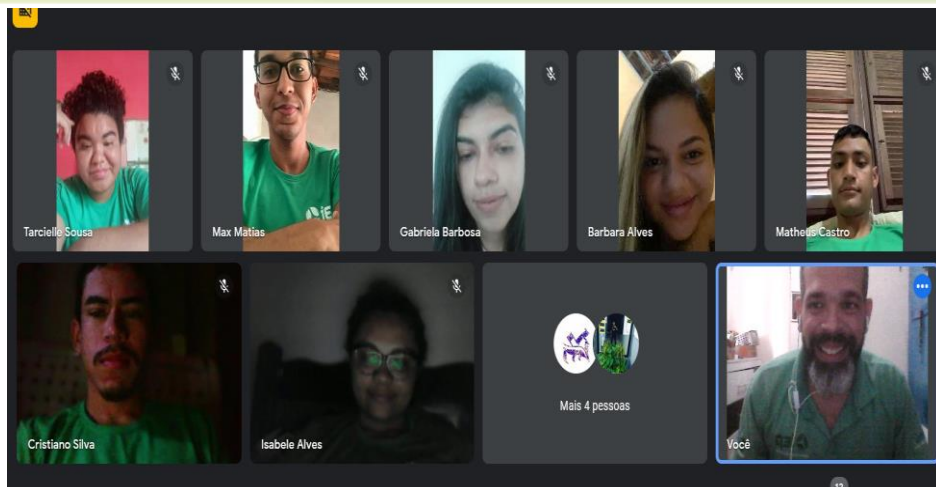 Tarcielle Sousa
Max Matias
Gabriela Barbosa
Barbara Alves
Matheus Castro
Cristiano Silva
Isabele Alves
Mais 4 pessoas
Você